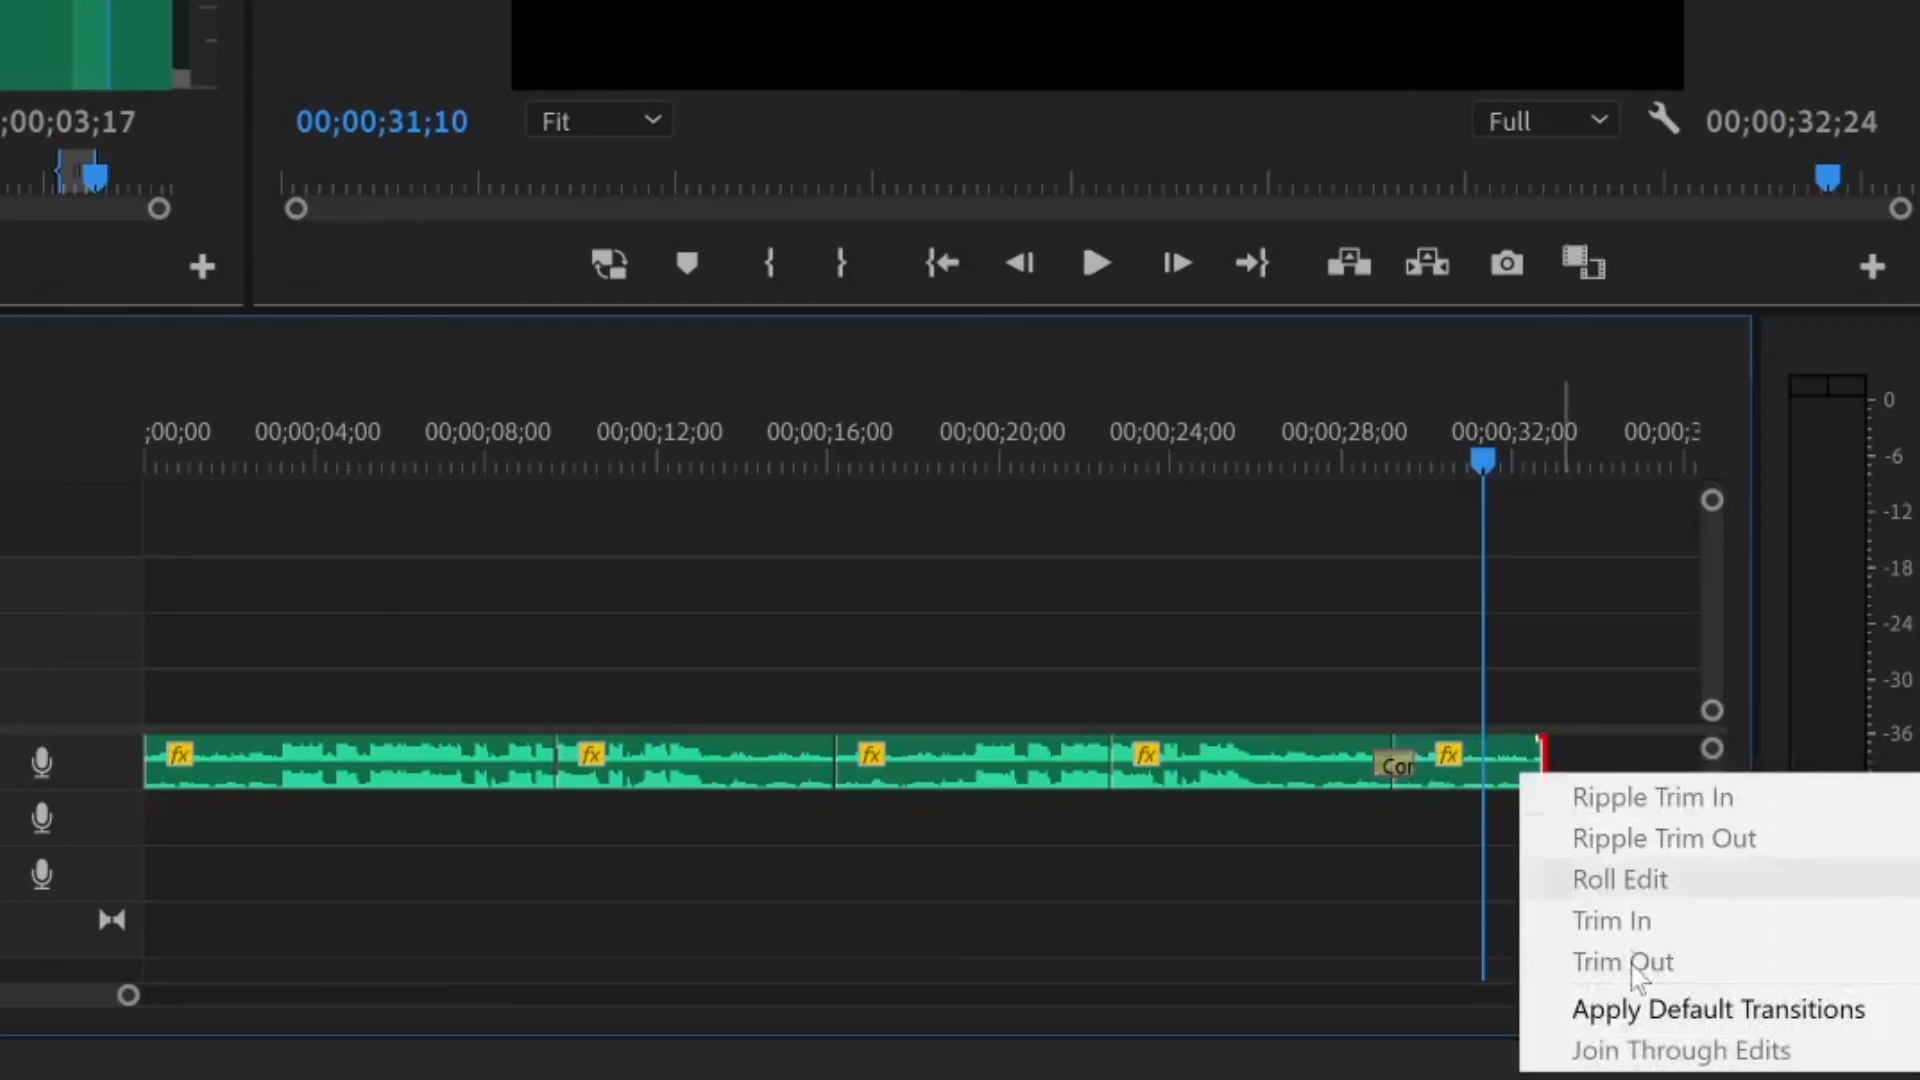 ;00;03;17
00;00;31;10
Fit
Full
00;00;32;24
;00;00
00;00;04;00
00;00;08;00
00;00;12;00
00;00;16;00
00;00;20;00
00;00;24;00
00;00;28;00
00;00;32;00
00;00;3
0
-6
-12
-18
-24
-30
-36
fx
fx
fx
fx
Cor
fx
Ripple Trim In
Ripple Trim Out
Roll Edit
Trim In
Trim Out
Apply Default Transitions
Join Through Edits